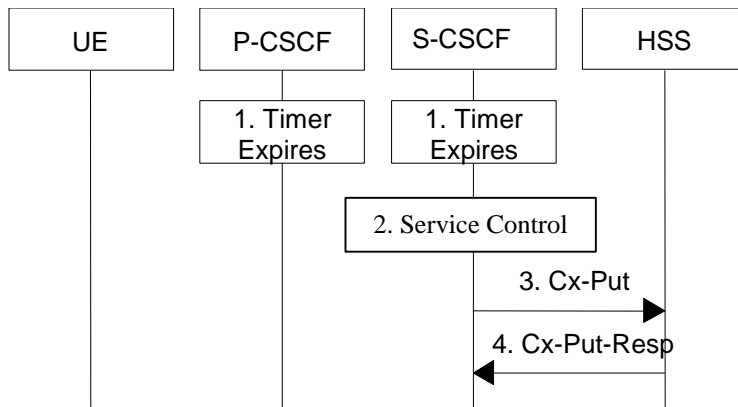 UE
P-CSCF
S-CSCF
HSS
1. Timer
Expires
1. Timer
Expires
2. Service Control
3. Cx-Put
4. Cx-Put-Resp